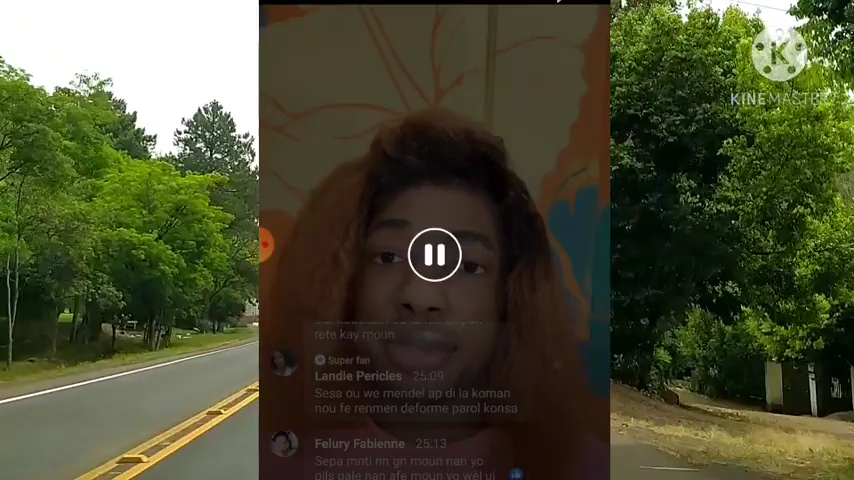 KINEMASTER
rete kay moun
Super fan
Landie Pericles 25:09
Sesa ou we mendel ap di la koman
nou fe renmen deforme parol konsa
Felury Fabienne 25:13
Sepa mnti nn gn moun nan yo
pils pale nan afe moun yo wèl ui